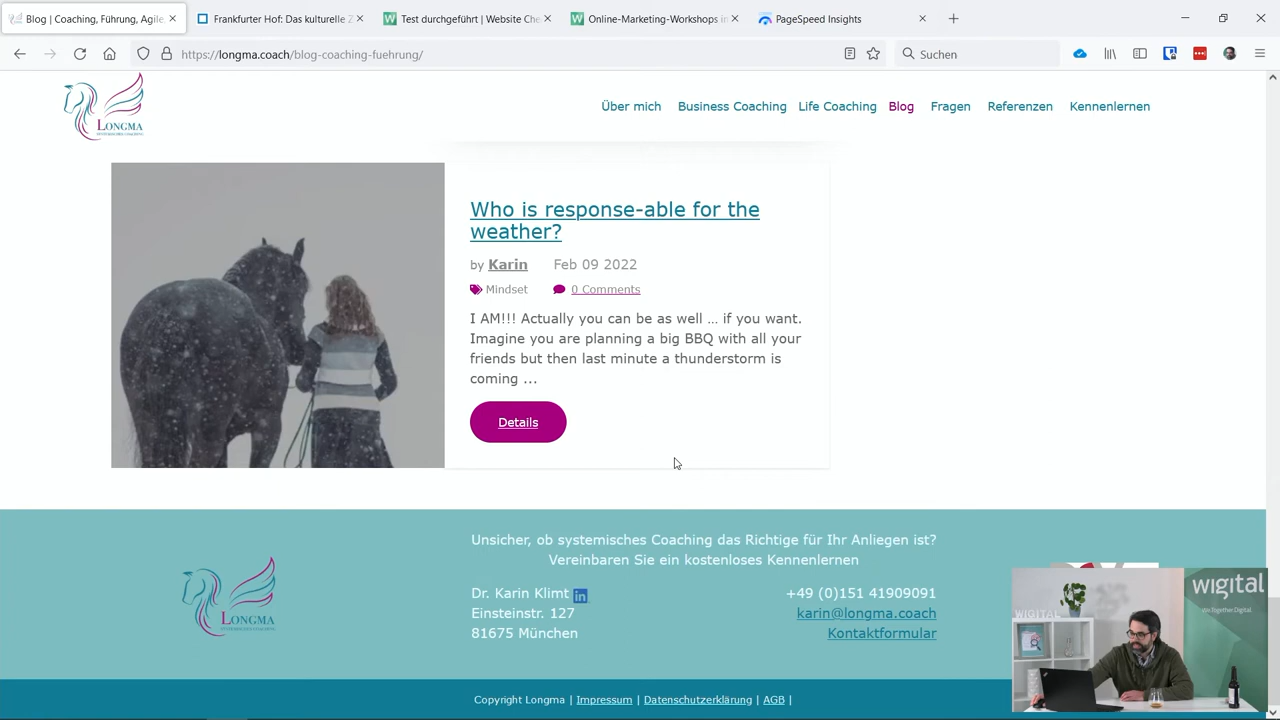 Blog | Coaching, Führung, Agile,
Frankfurter Hof: Das kulturelle Z
Test durchgeführt | Website Che
Online-Marketing-Workshops in
PageSpeed Insights
https://longma.coach/blog-coaching-fuehrung/
Suchen
LONGMA
Über mich
Business Coaching
Life Coaching
Blog
Fragen
Referenzen
Kennenlernen
Who is response-able for the
weather?
by Karin
Feb 09 2022
Mindset
0 Comments
I AM!!! Actually you can be as well … if you want.
Imagine you are planning a big BBQ with all your
friends but then last minute a thunderstorm is
coming …
Details
LONGMA
Unsicher, ob systemisches Coaching das Richtige für Ihr Anliegen ist?
Vereinbaren Sie ein kostenloses Kennenlernen
Dr. Karin Klimt in
Einsteinstr. 127
81675 München
+49 (0)151 41909091
karin@longma.coach
Kontaktformular
Copyright Longma | Impressum | Datenschutzerklärung | AGB |
WIGITAL
wigital
We Together Digital.